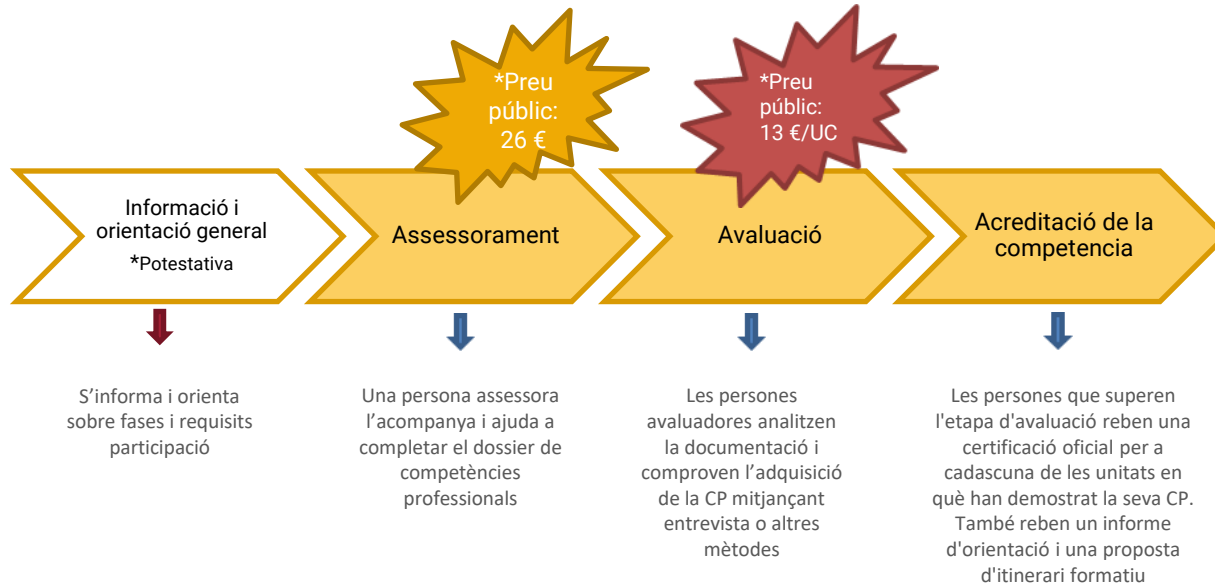 *Preu
públic:
26 €
*Preu
públic:
13 €/UC
Informació i
orientació general
*Potestativa
Assessorament
Avaluació
Acreditació de la
competencia
S’informa i orienta
sobre fases i requisits
participació
Una persona assessora
l’acompanya i ajuda a
completar el dossier de
competències
professionals
Les persones
avaluadores analitzen
la documentació i
comproven l’adquisició
de la CP mitjançant
entrevista o altres
mètodes
Les persones que superen
l'etapa d'avaluació reben una
certificació oficial per a
cadascuna de les unitats en
què han demostrat la seva CP.
També reben un informe
d'orientació i una proposta
d'itinerari formatiu